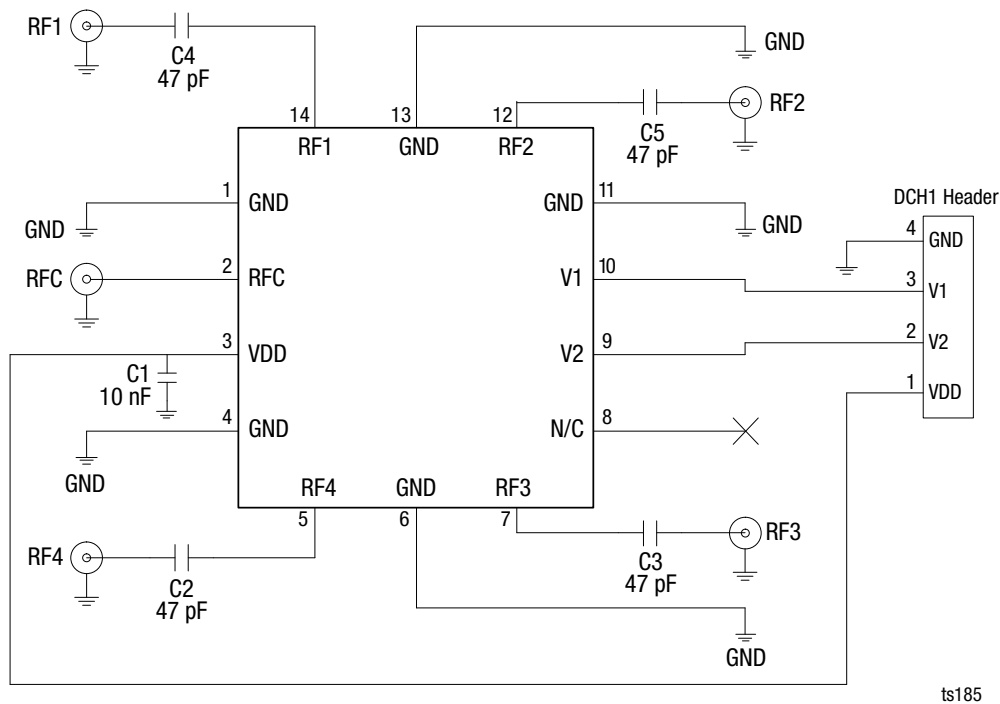 RF1
C4
47 pF
GND
14
13
12
RF1
GND
RF2
C5
47 pF
RF2
1
GND
GND
11
GND
GND
DCH1 Header
4
GND
RFC
2
RFC
V1
10
3
V1
3
VDD
V2
9
2
V2
C1
10 nF
1
VDD
4
GND
GND
N/C
8
RF4
GND
RF3
5
6
7
RF4
C2
47 pF
C3
47 pF
RF3
GND
ts185